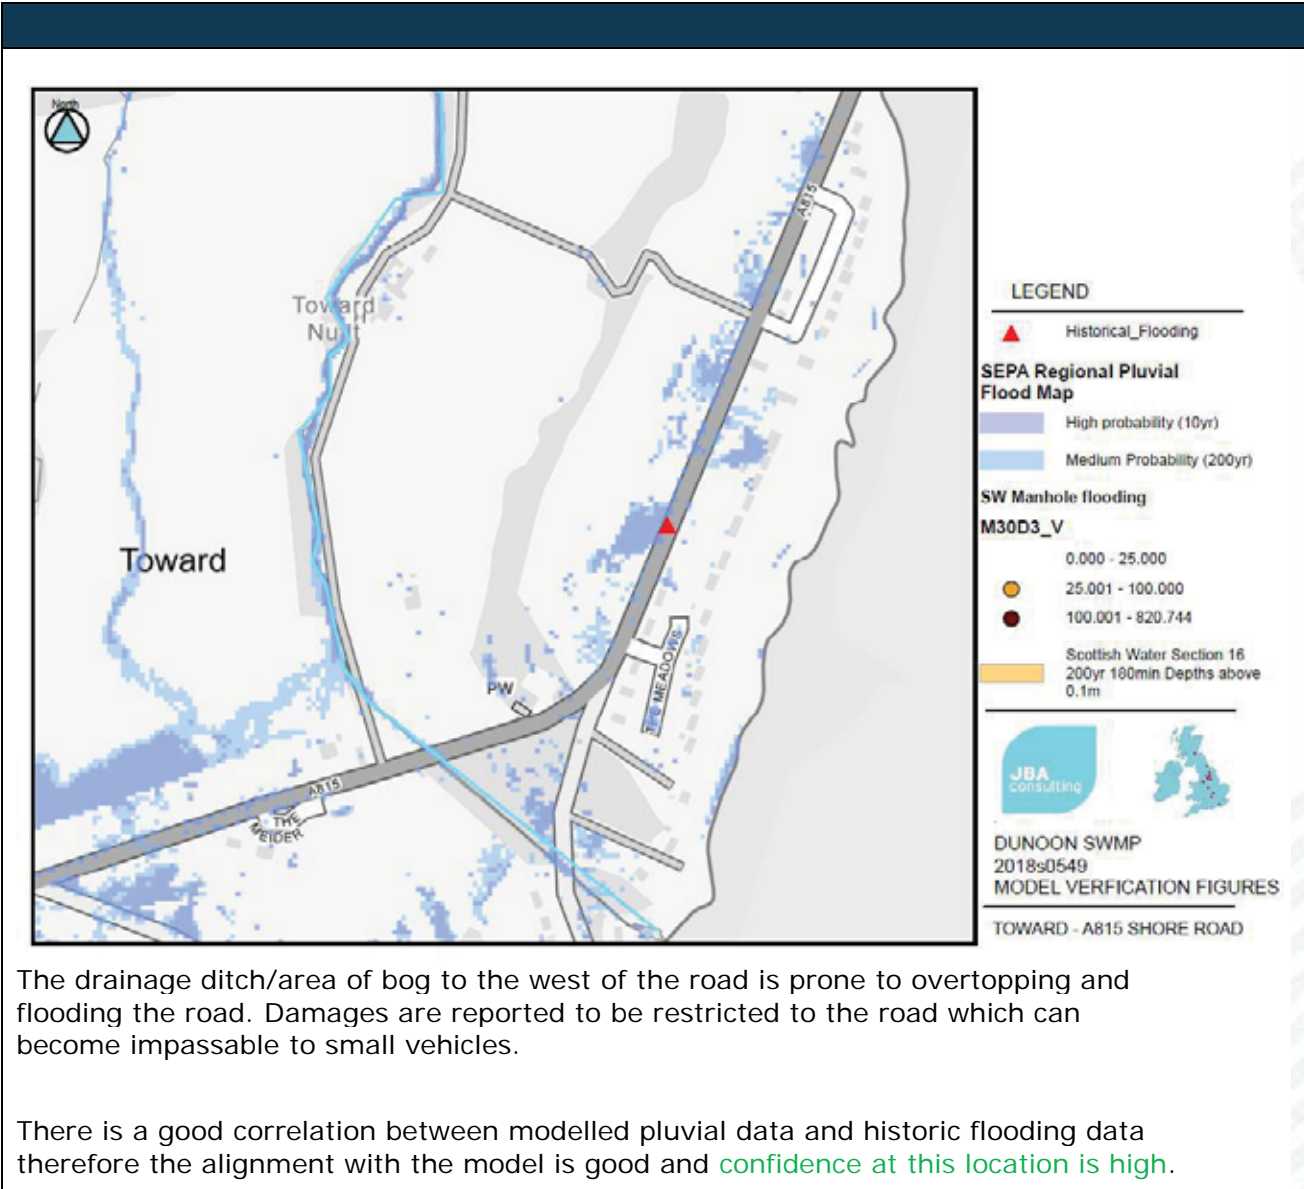 North
A815
Toward
Nu
Toward
PW
THE MEADOWS
A815
THE
MEIDER
LEGEND
Historical_Flooding
SEPA Regional Pluvial
Flood Map
High probability (10yr)
Medium Probability (200yr)
SW Manhole flooding
M30D3_V
0.000 - 25.000
25.001 - 100.000
100.001 - 820.744
Scottish Water Section 16
200yr 180min Depths above
0.1m
JBA
consulting
DUNOON SWMP
2018s0549
MODEL VERFICATION FIGURES
TOWARD - A815 SHORE ROAD
The drainage ditch/area of bog to the west of the road is prone to overtopping and
flooding the road. Damages are reported to be restricted to the road which can
become impassable to small vehicles.
There is a good correlation between modelled pluvial data and historic flooding data
therefore the alignment with the model is good and confidence at this location is high.